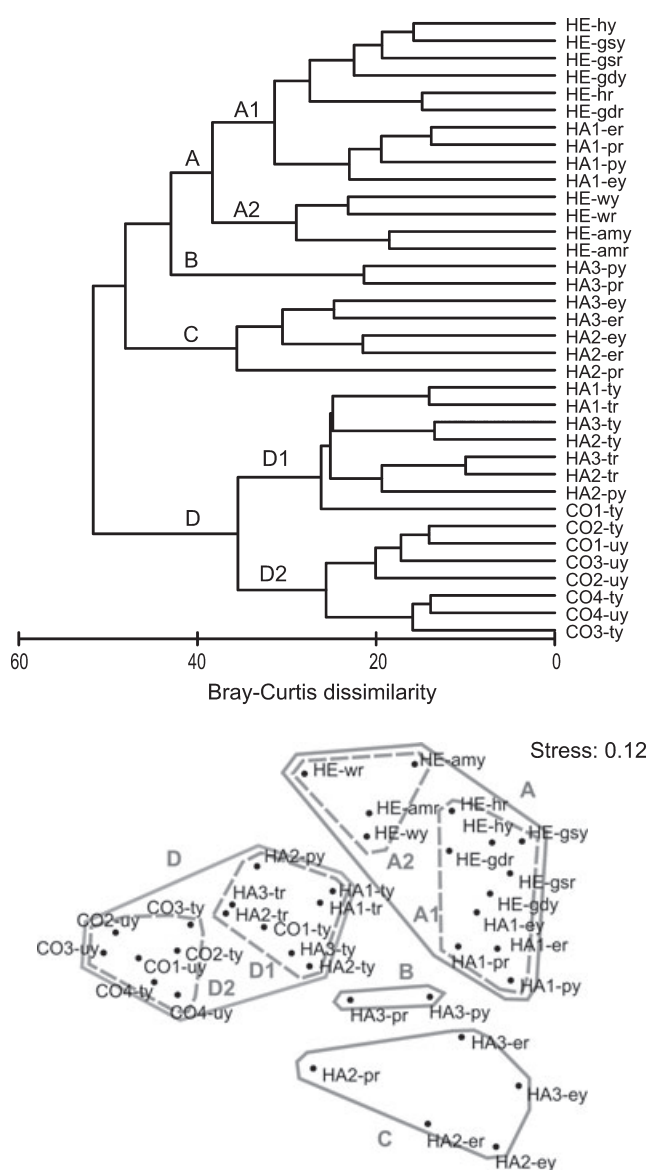 HE-hy
HE-gsy
HE-gsr
HE-gdy
HE-hr
HE-gdr
A1
HA1-er
HA1-pr
A
HA1-py
HA1-ey
HE-wy
A2
HE-wr
HE-amy
HE-amr
B
HA3-py
HA3-pr
HA3-ey
HA3-er
C
HA2-ey
HA2-er
HA2-pr
HA1-ty
HA1-tr
HA3-ty
HA2-ty
D1
HA3-tr
HA2-tr
HA2-py
CO1-ty
D
CO2-ty
CO1-uy
CO3-uy
D2
CO2-uy
CO4-ty
CO4-uy
CO3-ty
60 40 20 0
Bray-Curtis dissimilarity
Stress: 0.12
HE-amy
HE-wr
A
HE-amr HE-hr
HE-hy HE-gsy
HE-wy
D HA2-py A2 HE-gdr
HE-gsr
HA3-tr HA1-ty
HE-gdy
CO3-ty HA1-tr
CO2-uy HA2-tr A1 HA1-ey
CO1-ty
CO3-uy CO2-ty HA3-ty HA1-er
CO1-uy D1 HA2-ty HA1-pr
CO4-ty D2 B HA1-py
CO4-uy HA3-pr HA3-py
HA3-er
HA2-pr
HA3-ey
C HA2-er
HA2-ey